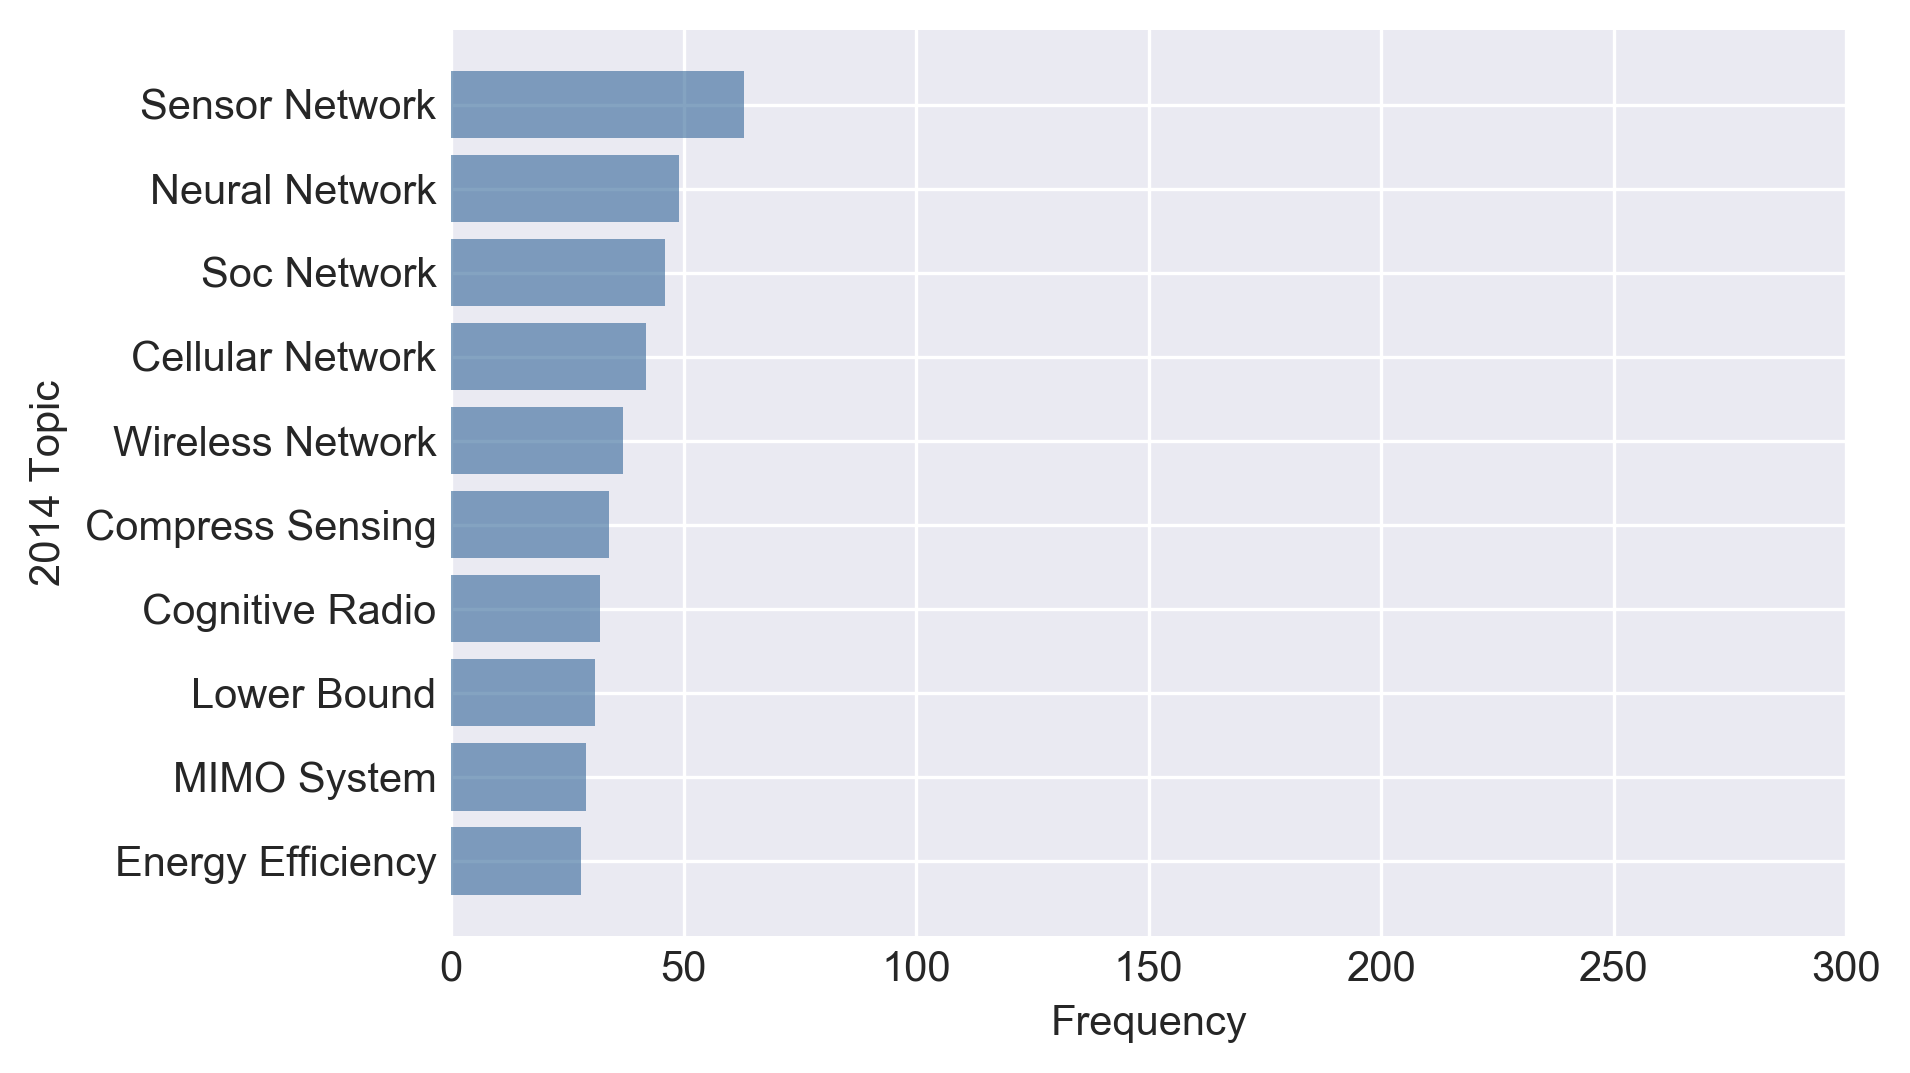 2014 Topic
Sensor Network
Neural Network
Soc Network
Cellular Network
Wireless Network
Compress Sensing
Cognitive Radio
Lower Bound
MIMO System
Energy Efficiency
0 50 100 150 200 250 300
Frequency